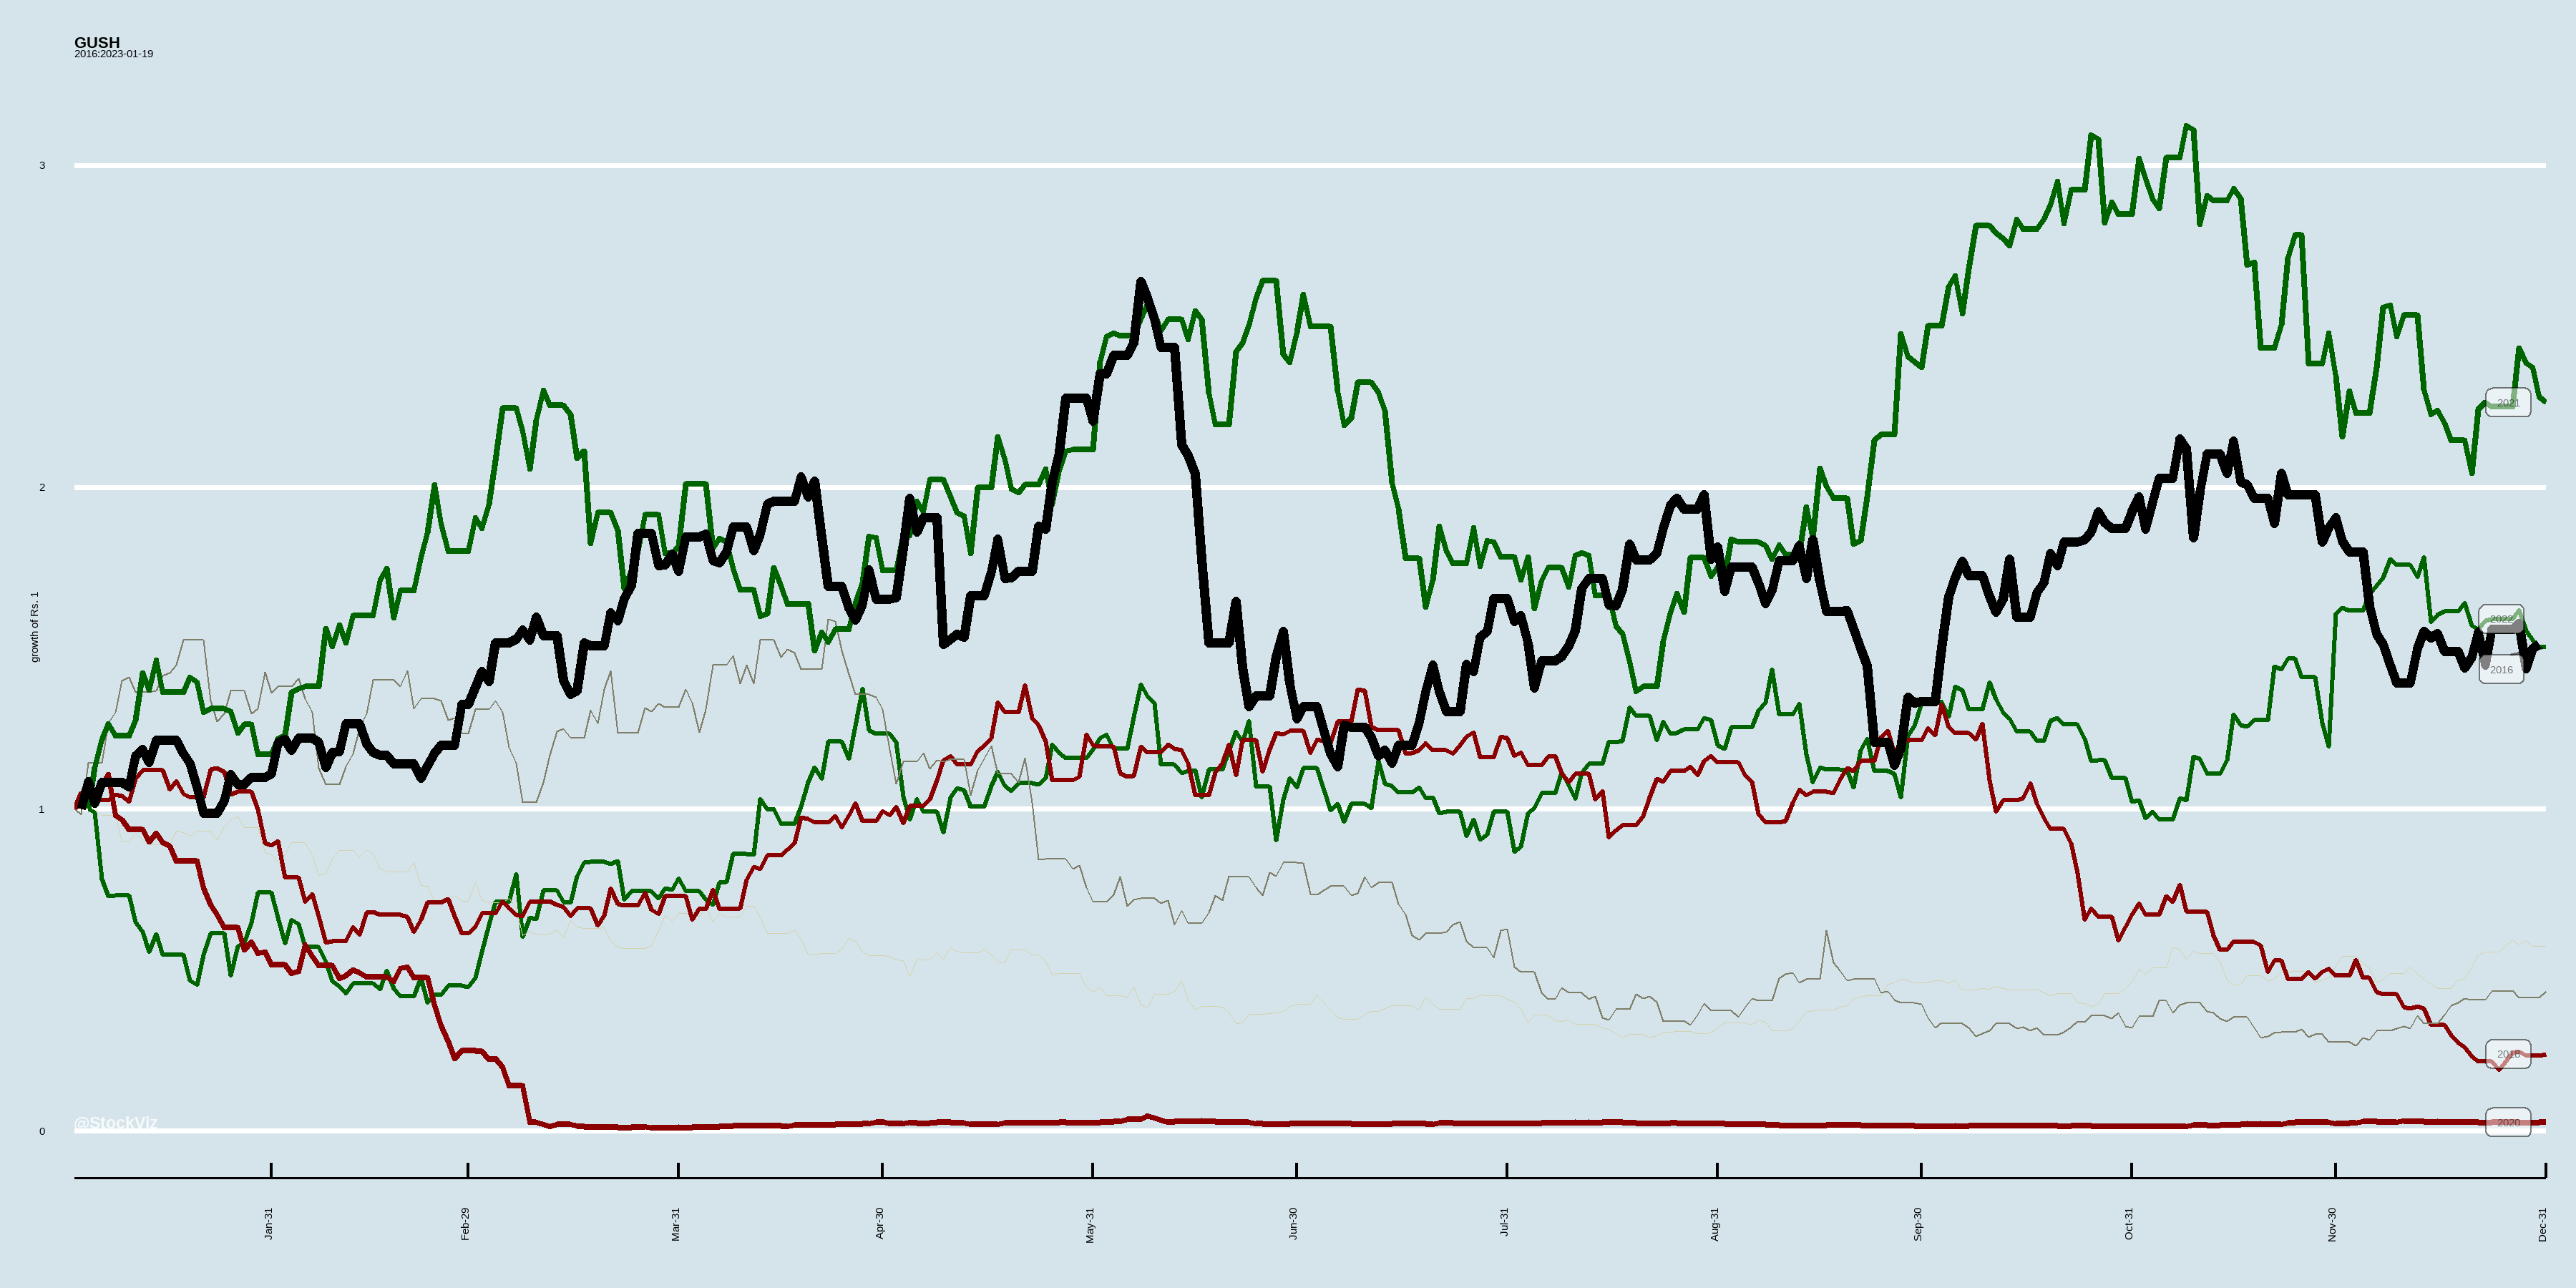 GUSH
2016:2023-01-19
3
2
1
0
growth of Rs. 1
2021
2022
2016
2018
2020
@StockViz
Jan-31
Feb-29
Mar-31
Apr-30
May-31
Jun-30
Jul-31
Aug-31
Sep-30
Oct-31
Nov-30
Dec-31